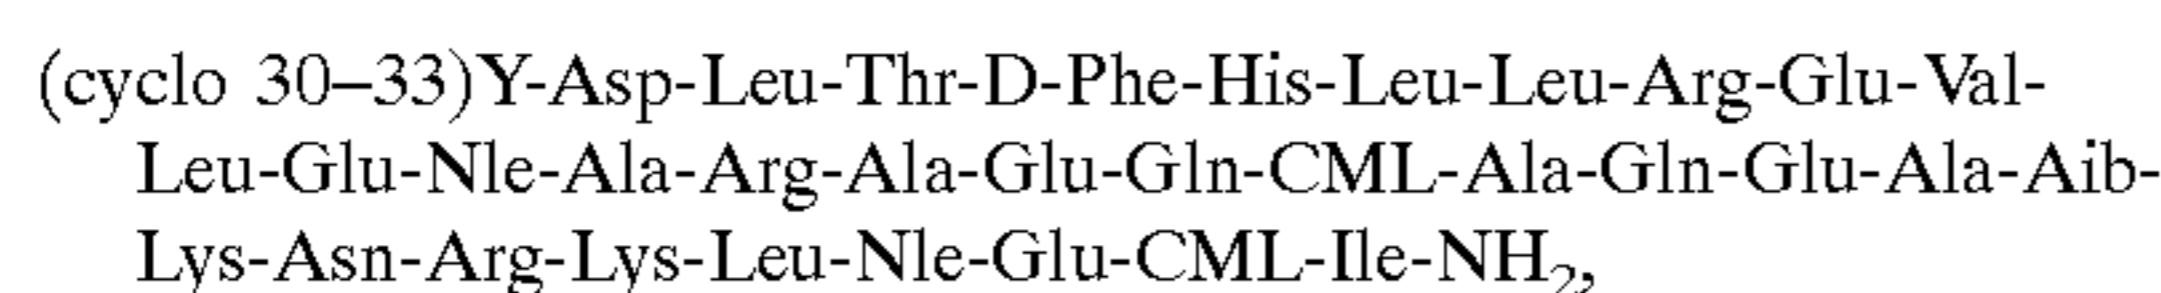 (cyclo 30–33)Y-Asp-Leu-Thr-D-Phe-His-Leu-Leu-Arg-Glu-Val-
Leu-Glu-Nle-Ala-Arg-Ala-Glu-Gln-CML-Ala-Gln-Glu-Ala-Aib-
Lys-Asn-Arg-Lys-Leu-Nle-Glu-CML-Ile-NH₂,